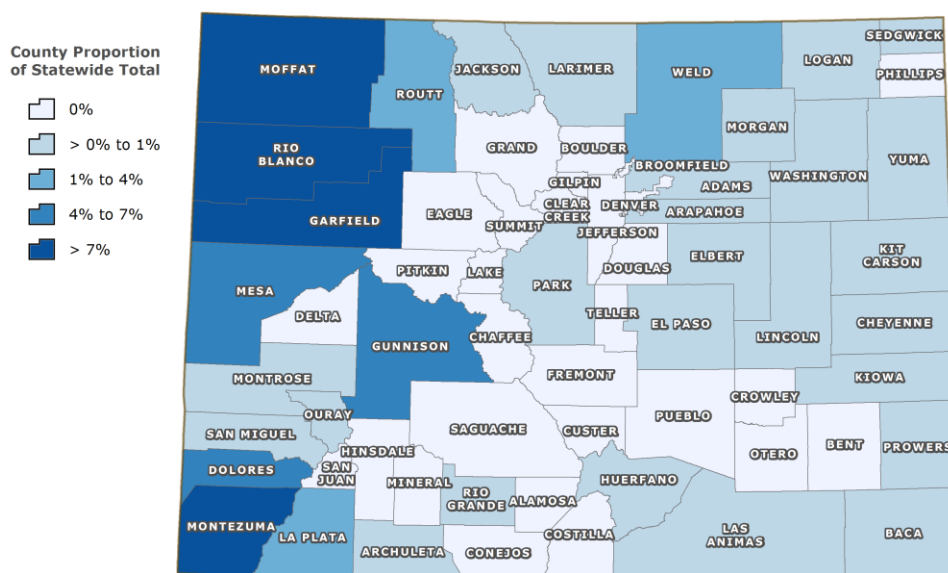 County Proportion
of Statewide Total
0%
> 0% to 1%
1% to 4%
4% to 7%
> 7%
MOFFAT
ROUTT
JACKSON
LARIMER
WELD
LOGAN
SEDGWICK
PHILLIPS
RIO
BLANCO
GRAND
BOULDER
MORGAN
BROOMFIELD
WASHINGTON
YUMA
GARFIELD
EAGLE
SUMMIT
GILPIN
CLEAR
CREEK
DENVER
ADAMS
ARAPAHOE
JEFFERSON
MESA
PITKIN
LAKE
PARK
DOUGLAS
ELBERT
KIT
CARSON
DELTA
GUNNISON
CHAFFEE
TELLER
EL PASO
LINCOLN
CHEYENNE
MONTROSE
OURAY
FREMONT
KIOWA
SAN MIGUEL
SAGUACHE
CUSTER
PUEBLO
CROWLEY
OTERO
BENT
PROWERS
DOLORES
SAN
JUAN
HINSDALE
MINERAL
RIO
GRANDE
ALAMOSA
HUERFANO
MONTEZUMA
LA PLATA
ARCHULETA
CONEJOS
COSTILLA
LAS
ANIMAS
BACA